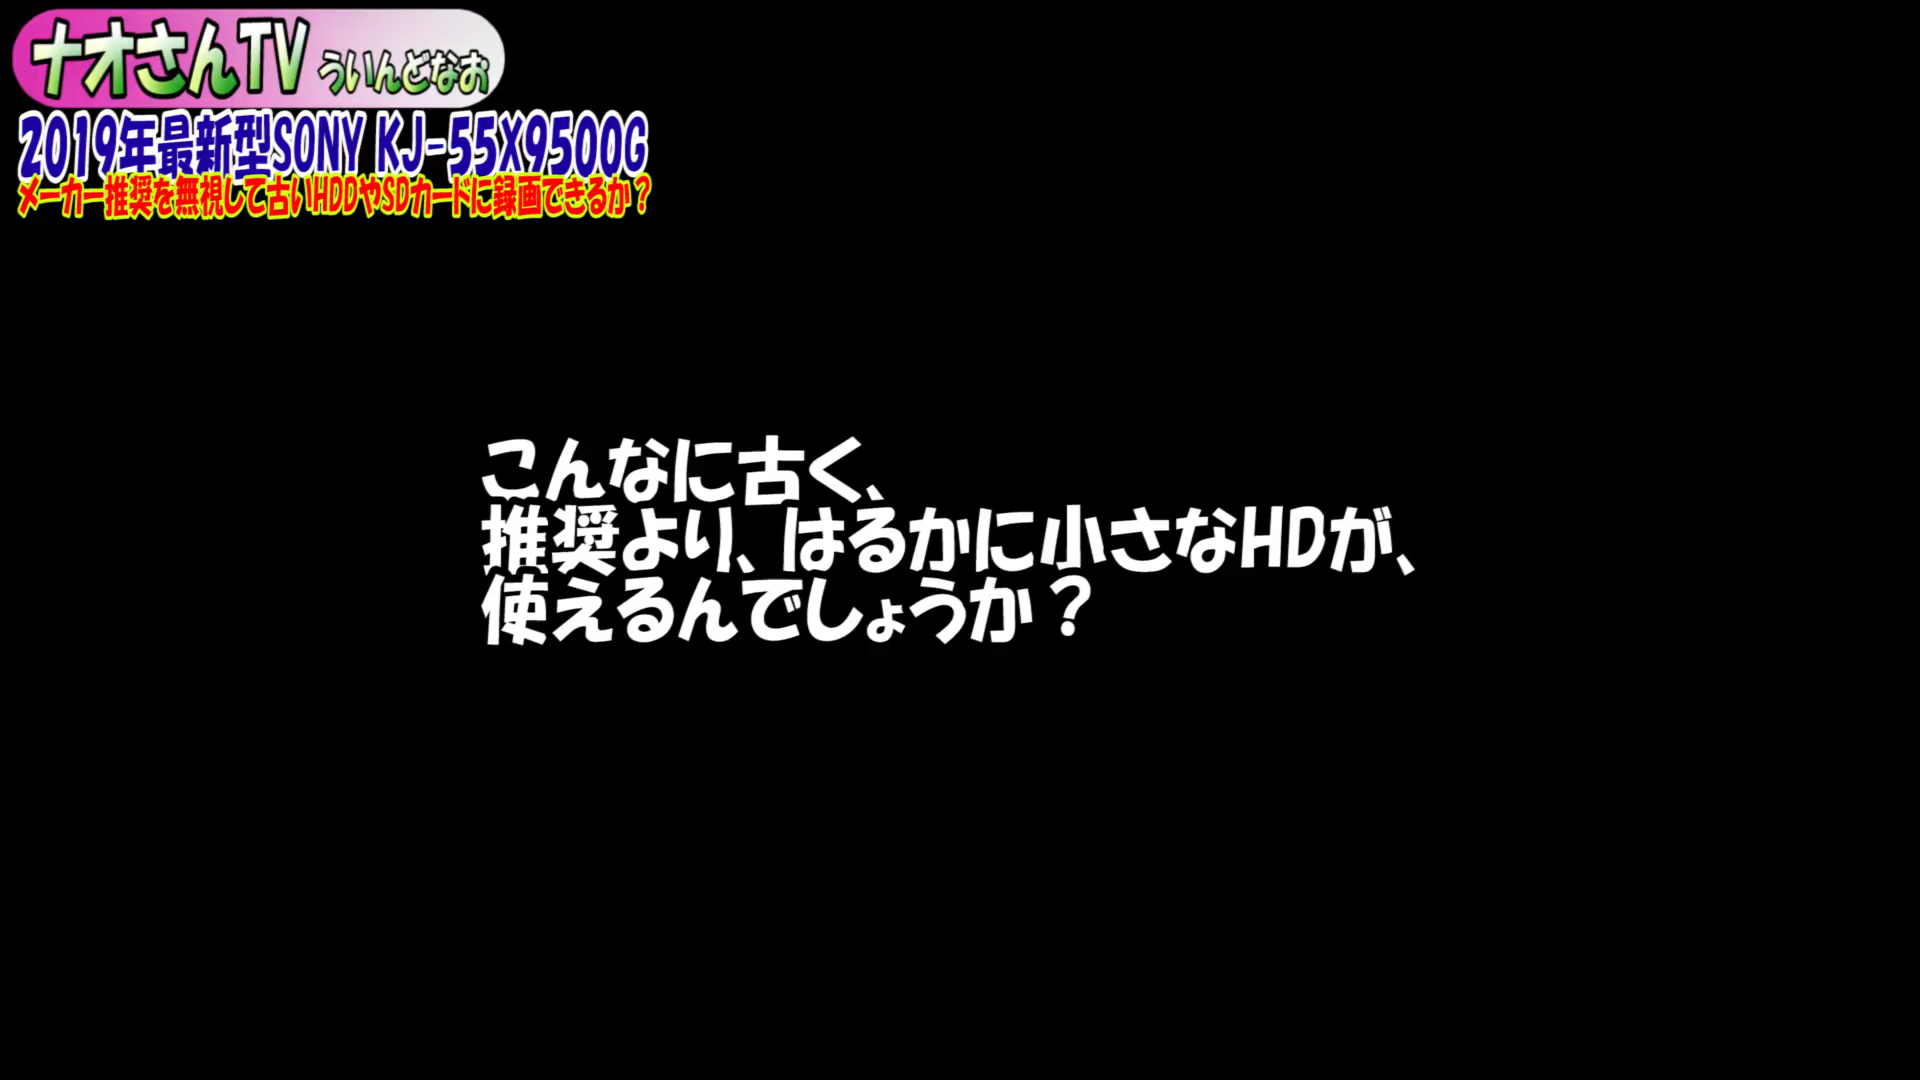 ナオさんTV ういんどなお
2019年最新型SONY KJ-55X9500G
メーカー推奨を無視して古いHDDやSDカードに録画できるか？
こんなに古く、
推奨より、はるかに小さなHDが、
使えるんでしょうか？